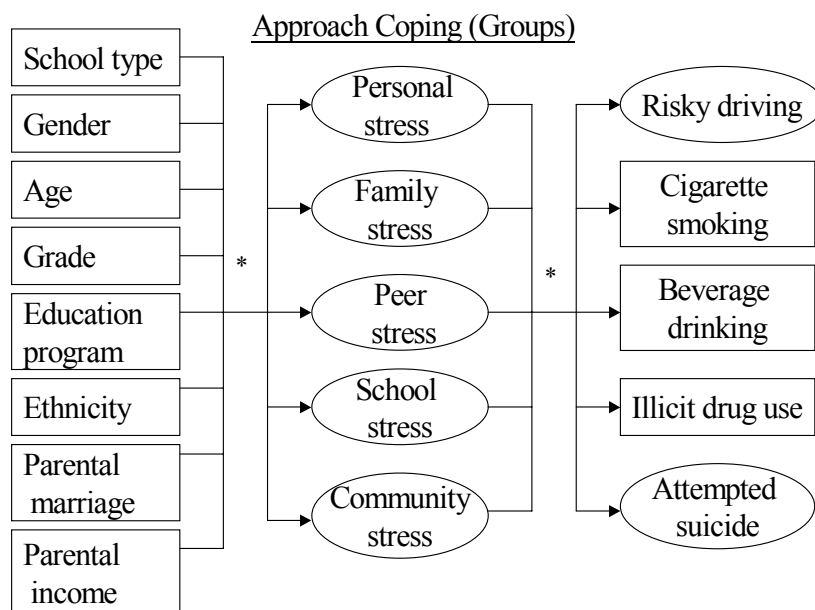 Approach Coping (Groups)
School type
Gender
Age
Grade
Education
program
Ethnicity
Parental
marriage
Parental
income
*
Personal
stress
Family
stress
Peer
stress
School
stress
Community
stress
*
Risky driving
Cigarette
smoking
Beverage
drinking
Illicit drug use
Attempted
suicide